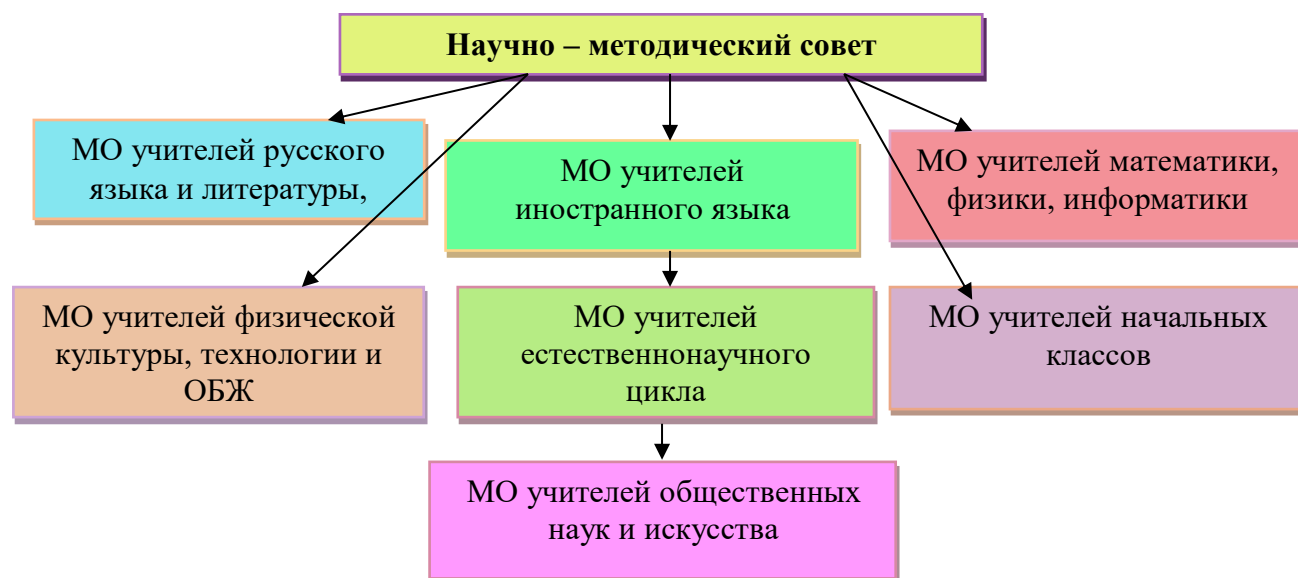 Научно – методический совет
МО учителей русского
языка и литературы,
МО учителей
иностранного языка
МО учителей математики,
физики, информатики
МО учителей физической
культуры, технологии и
ОБЖ
МО учителей
естественнонаучного
цикла
МО учителей начальных
классов
МО учителей общественных
наук и искусства